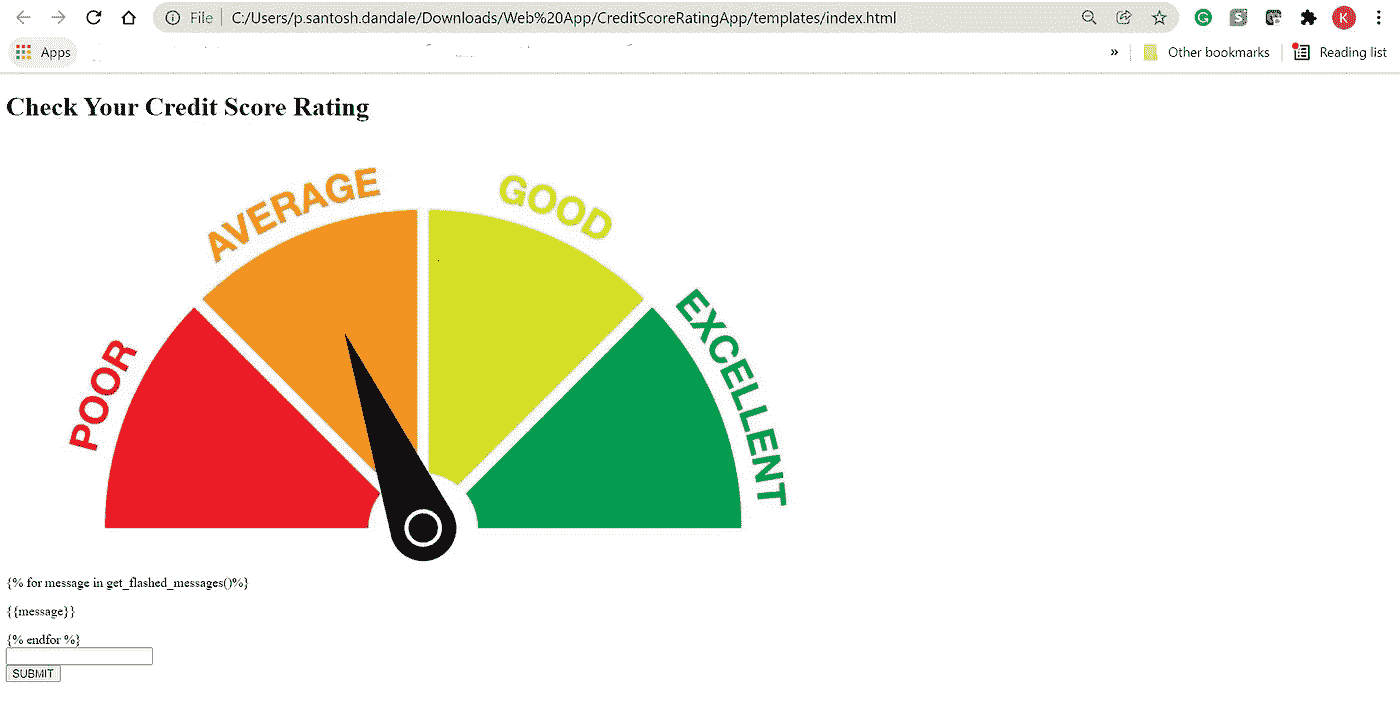 File
C:/Users/p.santosh.dandale/Downloads/Web%20App/CreditScoreRatingApp/templates/index.html
K
Apps
»
Other bookmarks
Reading list
Check Your Credit Score Rating
POOR
AVERAGE
GOOD
EXCELLENT
{% for message in get_flashed_messages()%}
{{message}}
{% endfor %}
SUBMIT